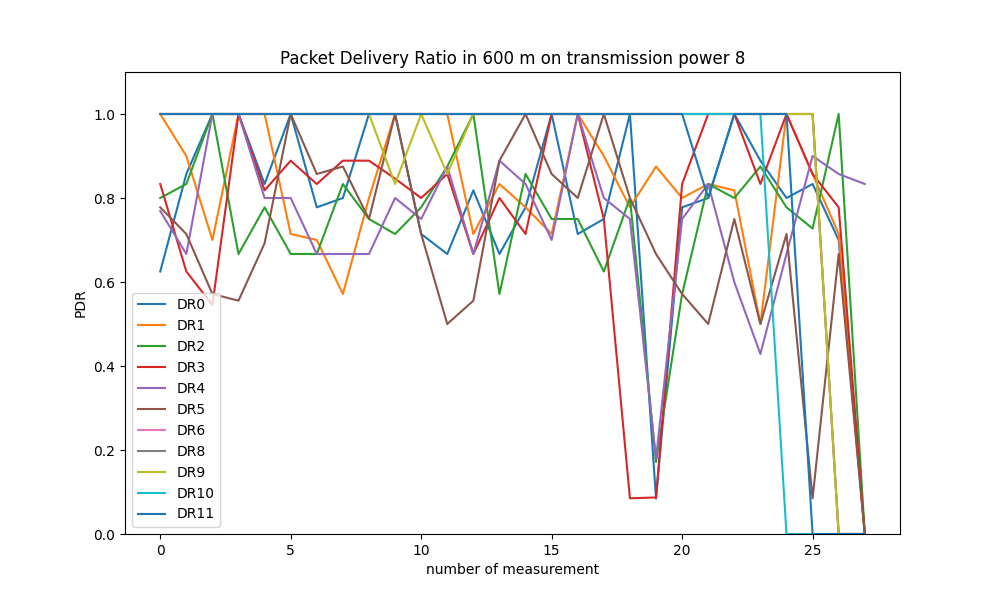 Packet Delivery Ratio in 600 m on transmission power 8
1.0
0.8
0.6
0.4
0.2
0.0
PDR
DR0
DR1
DR2
DR3
DR4
DR5
DR6
DR8
DR9
DR10
DR11
0 5 10 15 20 25
number of measurement